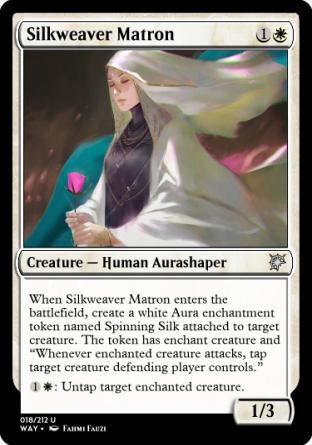 Silkweaver Matron 1
Creature — Human Aurashaper
When Silkweaver Matron enters the
battlefield, create a white Aura enchantment
token named Spinning Silk attached to target
creature. The token has enchant creature and
“Whenever enchanted creature attacks, tap
target creature defending player controls.”
1 : Untap target enchanted creature.
018/212 U
WAY • Fahmi Fauzi
1/3